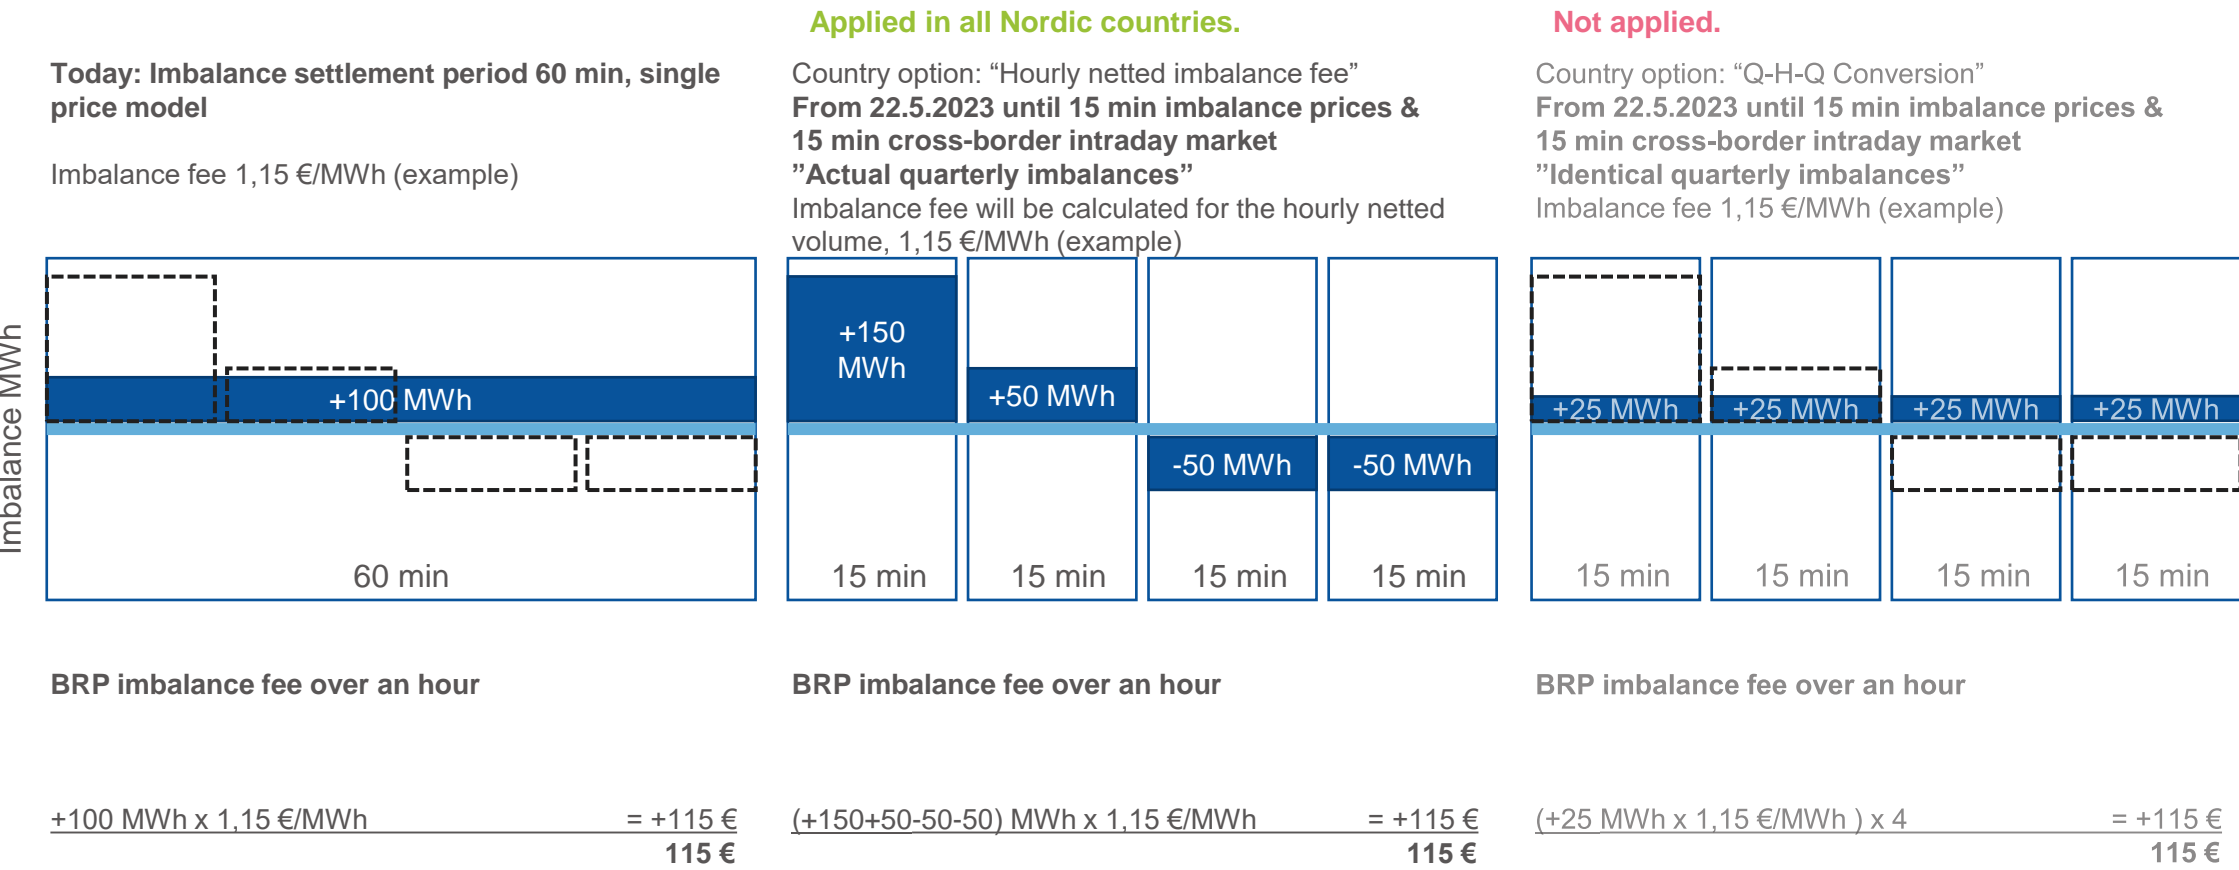 Applied in all Nordic countries.
Not applied.
Today: Imbalance settlement period 60 min, single
price model
Imbalance fee 1,15 €/MWh (example)
Country option: “Hourly netted imbalance fee”
From 22.5.2023 until 15 min imbalance prices &
15 min cross-border intraday market
”Actual quarterly imbalances”
Imbalance fee will be calculated for the hourly netted
volume, 1,15 €/MWh (example)
Country option: “Q-H-Q Conversion”
From 22.5.2023 until 15 min imbalance prices &
15 min cross-border intraday market
”Identical quarterly imbalances”
Imbalance fee 1,15 €/MWh (example)
Imbalance MWh
+100 MWh
60 min
+150
MWh
+50 MWh
-50 MWh
-50 MWh
15 min
15 min
15 min
15 min
+25 MWh
+25 MWh
+25 MWh
+25 MWh
15 min
15 min
15 min
15 min
BRP imbalance fee over an hour
+100 MWh x 1,15 €/MWh = +115 €
115 €
BRP imbalance fee over an hour
(+150+50-50-50) MWh x 1,15 €/MWh = +115 €
115 €
BRP imbalance fee over an hour
(+25 MWh x 1,15 €/MWh ) x 4 = +115 €
115 €